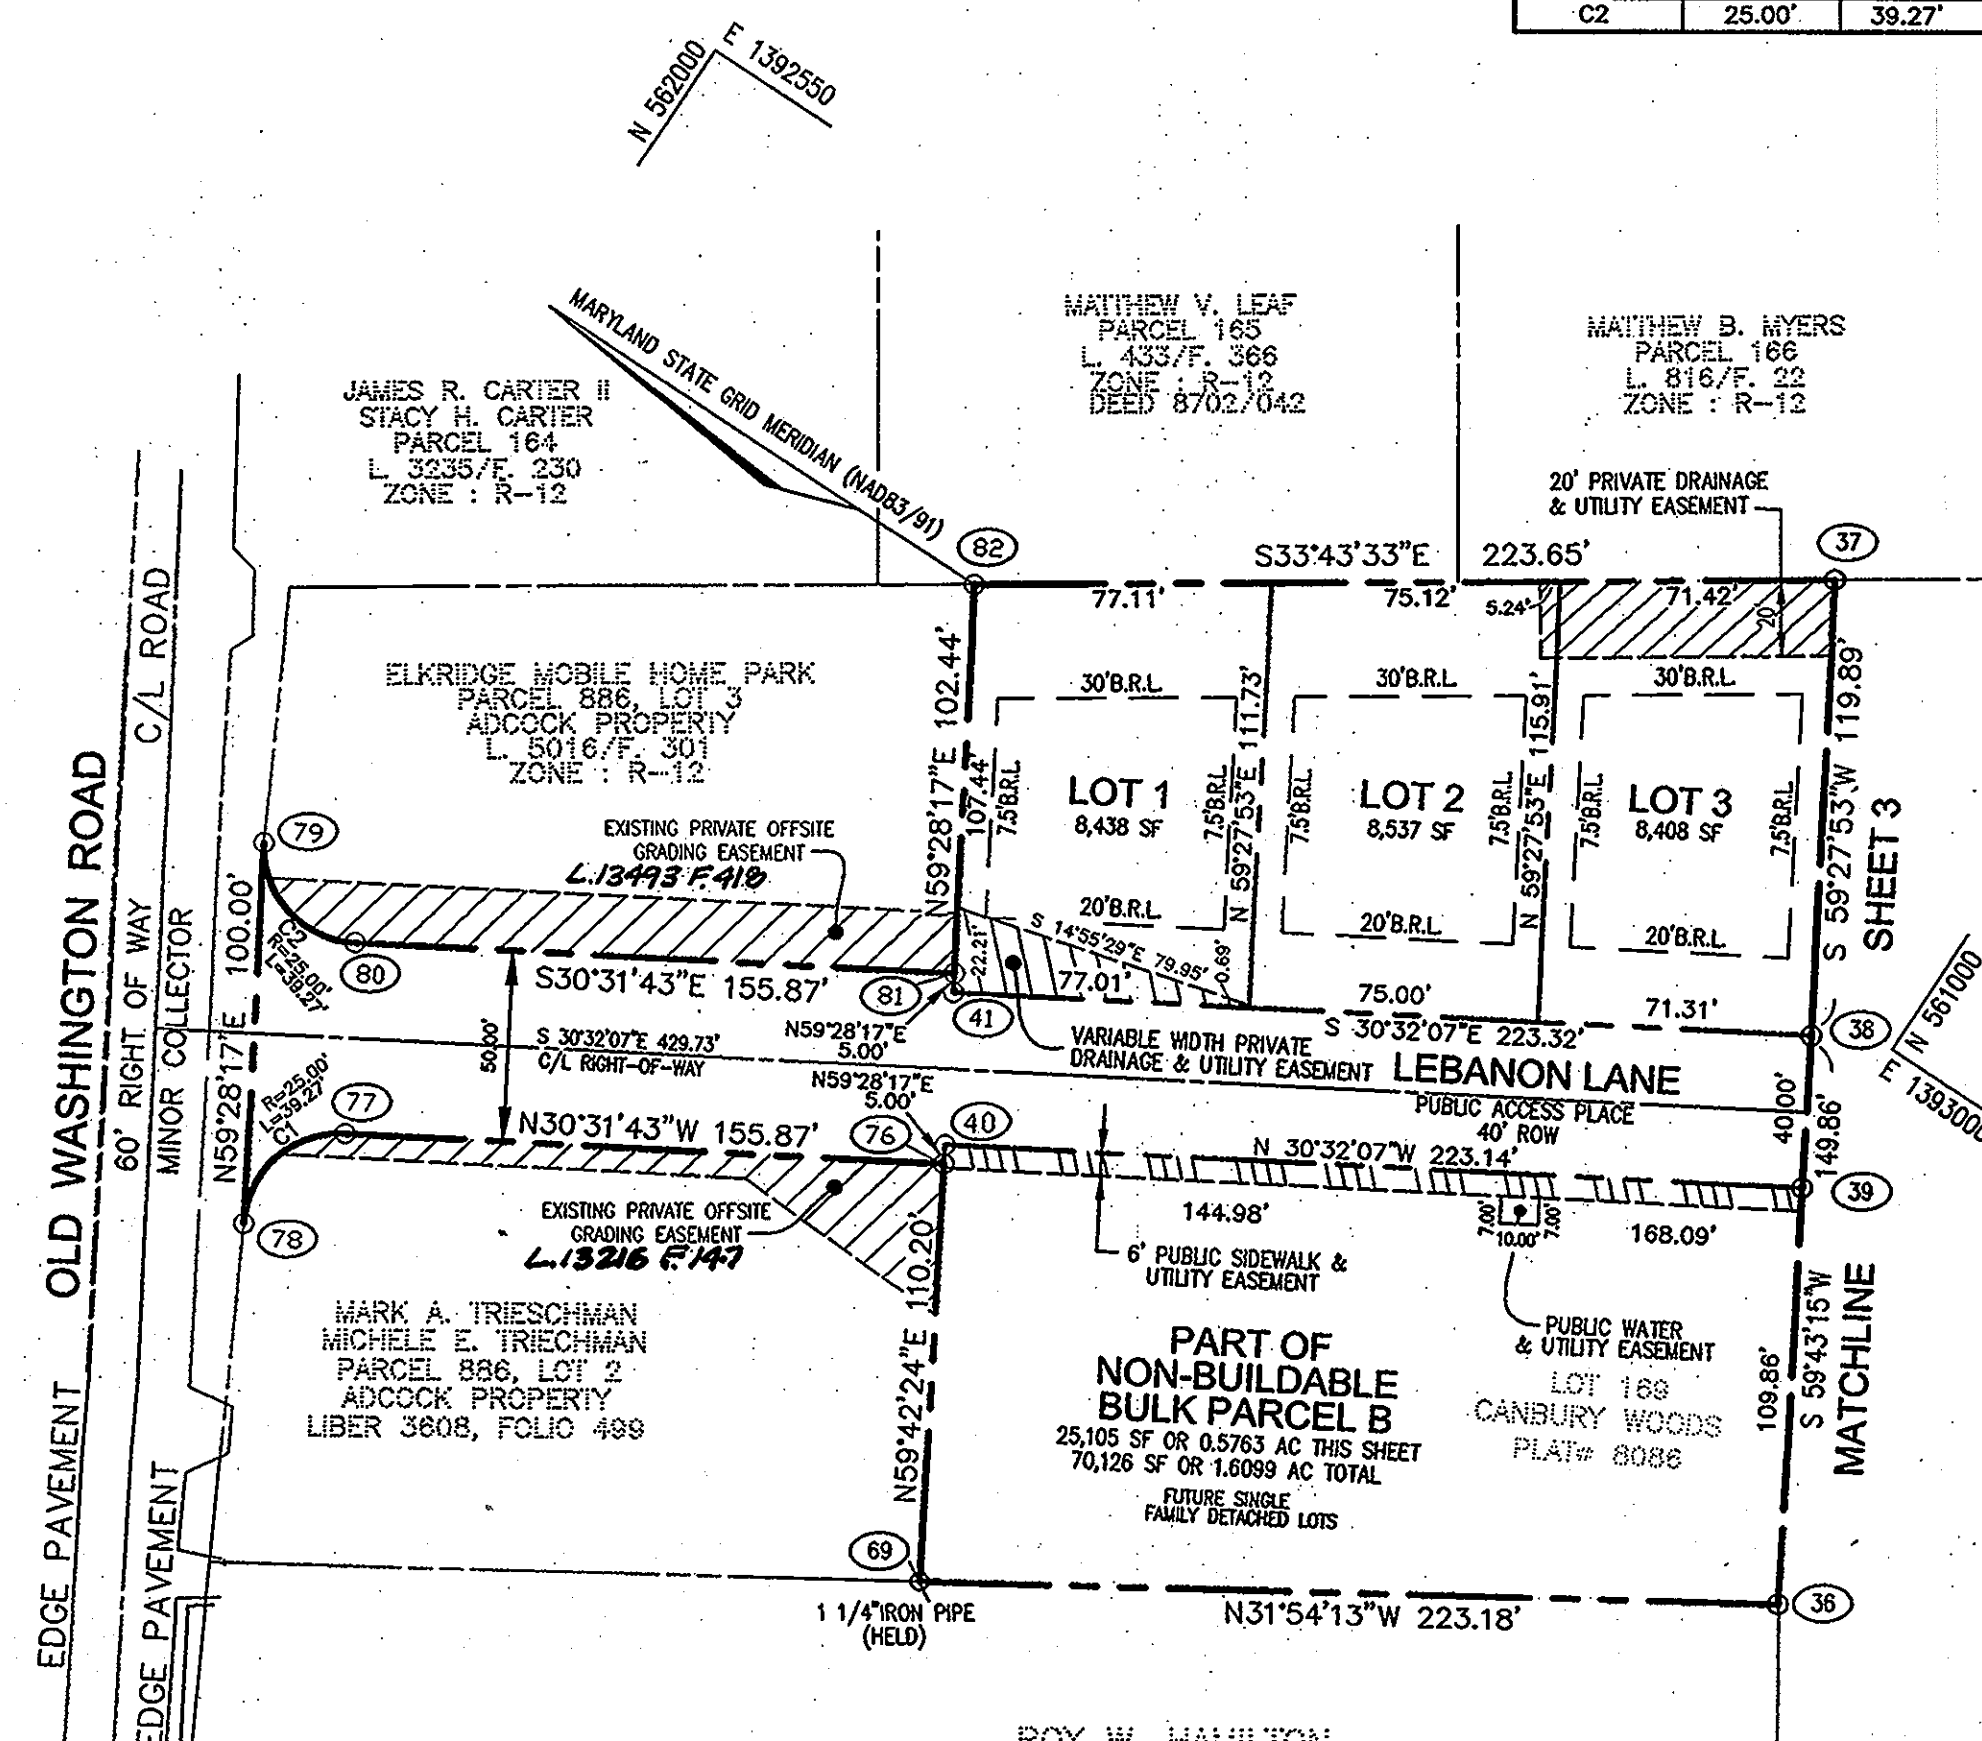 C2 25.00' 39.27'
N 562000
E 1392550
MARYLAND STATE GRID MERIDIAN (NAD83/91)
JAMES R. CARTER II
STACY H. CARTER
PARCEL 164
L. 3235/F. 230
ZONE : R-12
MATTHEW V. LEAF
PARCEL 165
L. 433/F. 366
ZONE : R-12
DEED 8702/042
MATTHEW B. MYERS
PARCEL 166
L. 816/F. 22
ZONE : R-12
20' PRIVATE DRAINAGE
& UTILITY EASEMENT
82
S33°43'33"E 223.65'
37
77.11'
75.12'
5.24'
71.42'
20'
ELKRIDGE MOBILE HOME PARK
PARCEL 886, LOT 3
ADCOCK PROPERTY
L. 5016/F. 301
ZONE : R-12
N59°28'17"E 102.44'
107.44'
30'B.R.L.
30'B.R.L.
30'B.R.L.
7.5'B.R.L.
7.5'B.R.L.
7.5'B.R.L.
7.5'B.R.L.
7.5'B.R.L.
7.5'B.R.L.
N 59°27'53"E 111.73'
N 59°27'53"E 115.91'
S 59°27'53"W 119.89'
LOT 1
8,438 SF
LOT 2
8,537 SF
LOT 3
8,408 SF
20'B.R.L.
20'B.R.L.
20'B.R.L.
SHEET 3
EXISTING PRIVATE OFFSITE
GRADING EASEMENT
L.13493 F.418
79
C2
R=25.00'
L=39.27'
80
S30°31'43"E 155.87'
81
41
22.21'
S 14°55'29"E 79.95'
0.69'
77.01'
75.00'
71.31'
S 30°32'07"E 223.32'
38
N 561000
E 1393000
N59°28'17"E 100.00'
50.00'
S 30°32'07"E 429.73'
C/L RIGHT-OF-WAY
N59°28'17"E
5.00'
N59°28'17"E
5.00'
VARIABLE WIDTH PRIVATE
DRAINAGE & UTILITY EASEMENT
LEBANON LANE
PUBLIC ACCESS PLACE
40' ROW
40.00'
149.86'
R=25.00'
L=39.27'
C1
77
N30°31'43"W 155.87'
76
40
N 30°32'07"W 223.14'
39
78
144.98'
7.00'
10.00'
7.00'
168.09'
EXISTING PRIVATE OFFSITE
GRADING EASEMENT
L.13216 F.147
6' PUBLIC SIDEWALK &
UTILITY EASEMENT
PUBLIC WATER
& UTILITY EASEMENT
MARK A. TRIESCHMAN
MICHELE E. TRIECHMAN
PARCEL 886, LOT 2
ADCOCK PROPERTY
LIBER 3608, FOLIO 499
N59°42'24"E 110.20'
PART OF
NON-BUILDABLE
BULK PARCEL B
25,105 SF OR 0.5763 AC THIS SHEET
70,126 SF OR 1.6099 AC TOTAL
FUTURE SINGLE
FAMILY DETACHED LOTS
LOT 169
CANBURY WOODS
PLAT# 8086
109.86'
S 59°43'15"W
MATCHLINE
69
1 1/4"IRON PIPE
(HELD)
N31°54'13"W 223.18'
36
OLD WASHINGTON ROAD
60' RIGHT OF WAY
MINOR COLLECTOR
C/L ROAD
EDGE PAVEMENT
EDGE PAVEMENT
ROY W. HAMILTON